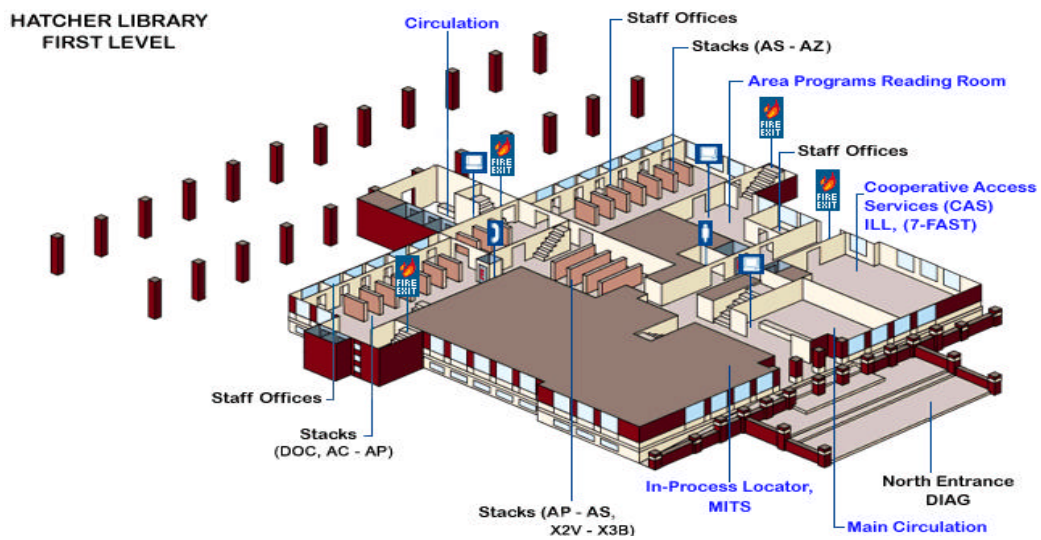 HATCHER LIBRARY
FIRST LEVEL
Circulation
Staff Offices
Stacks (AS - AZ)
Area Programs Reading Room
FIRE
EXIT
FIRE
EXIT
Staff Offices
FIRE
EXIT
Cooperative Access
Services (CAS)
ILL, (7-FAST)
FIRE
EXIT
Staff Offices
Stacks
(DOC, AC - AP)
Stacks (AP - AS,
X2V - X3B)
In-Process Locator,
MITS
North Entrance
DIAG
Main Circulation